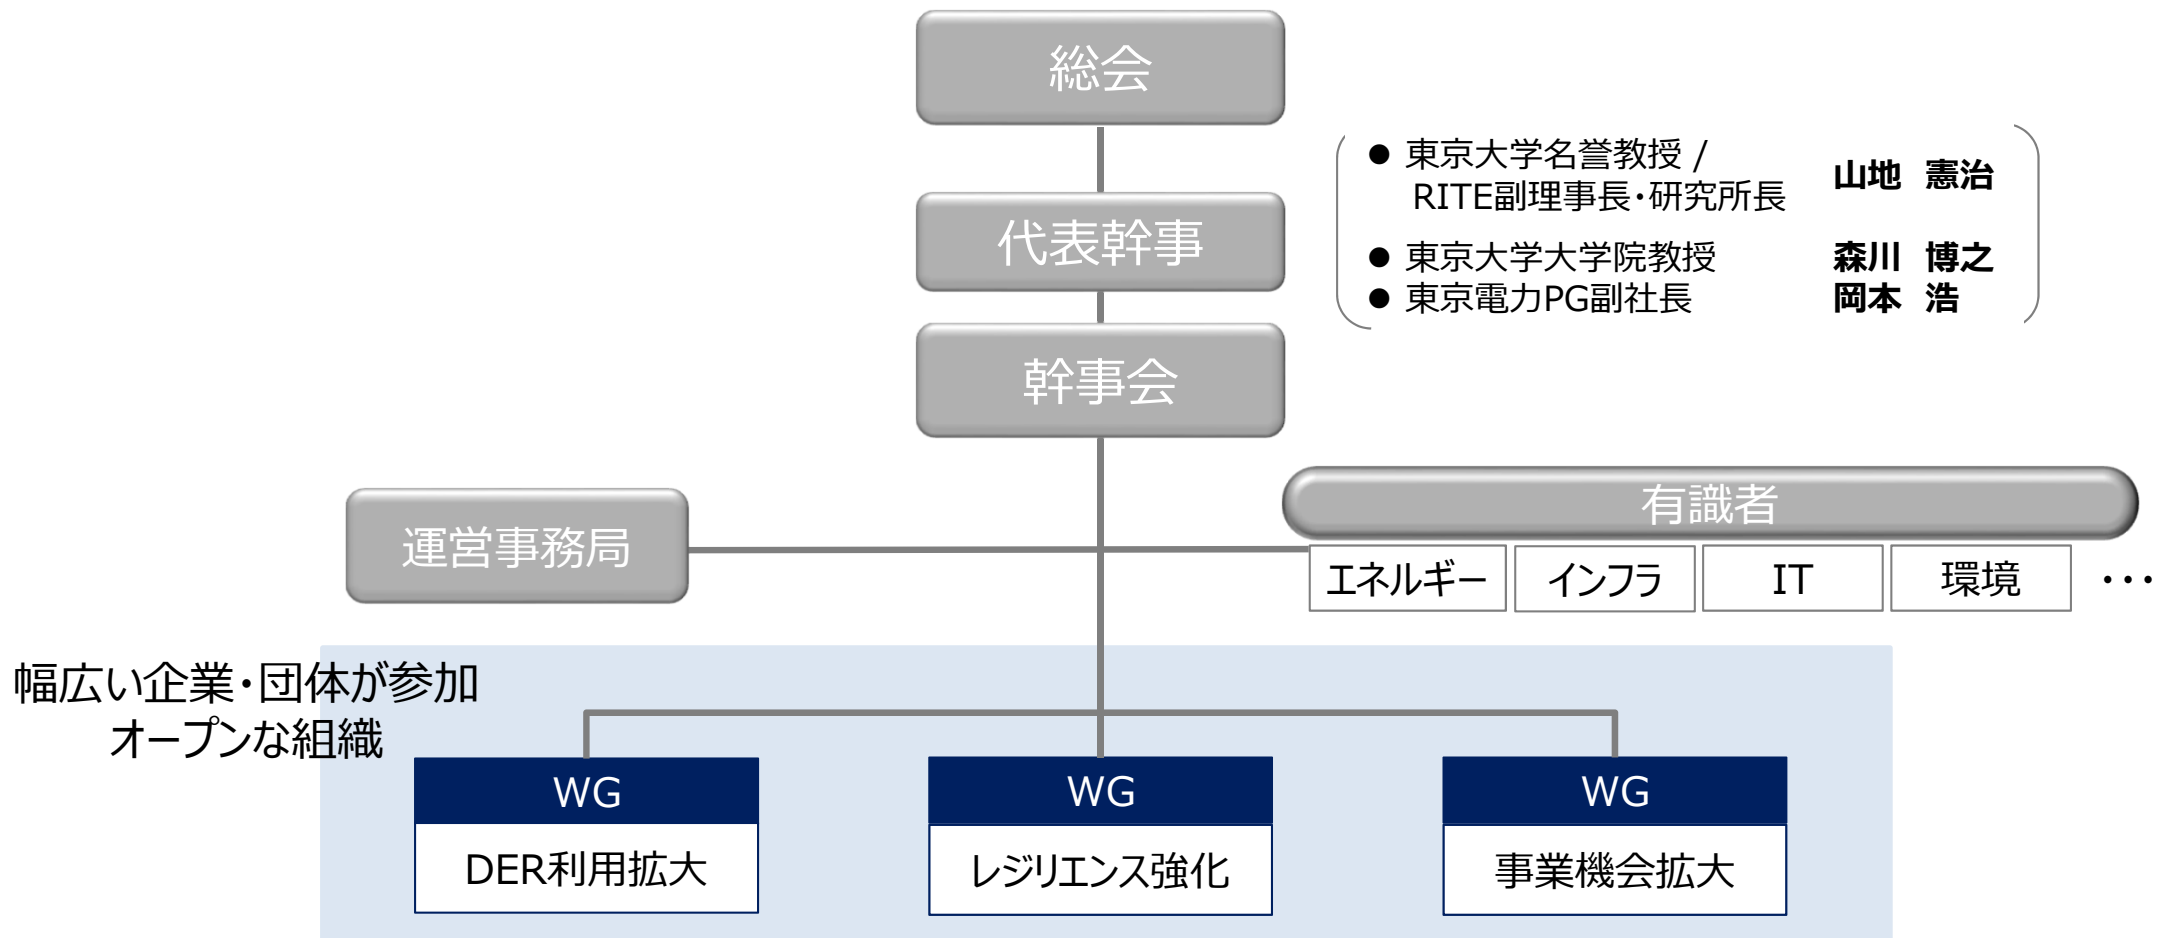 総会
● 東京大学名誉教授 /
RITE副理事長・研究所長
山地　憲治
代表幹事
● 東京大学大学院教授
森川　博之
● 東京電力PG副社長
岡本　浩
幹事会
有識者
運営事務局
エネルギー
インフラ
IT
環境
・・・
幅広い企業・団体が参加
オープンな組織
WG
WG
WG
DER利用拡大
レジリエンス強化
事業機会拡大